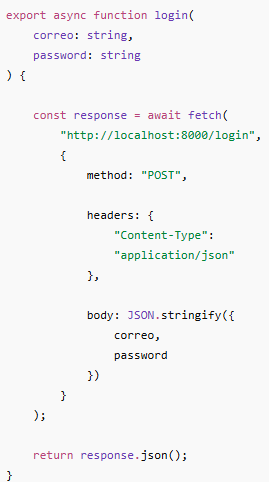 export async function login(
    correo: string,
    password: string
) {

    const response = await fetch(
        "http://localhost:8000/login",
        {
            method: "POST",

            headers: {
                "Content-Type":
                "application/json"
            },

            body: JSON.stringify({
                correo,
                password
            })
        }
    );

    return response.json();
}